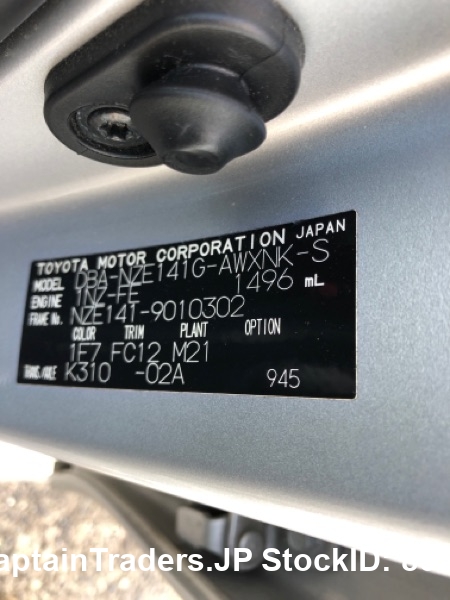 TOYOTA MOTOR CORPORATION JAPAN
MODEL DBA-NZE141G-AWXNK-S
ENGINE 1NZ-FE 1496 mL
FRAME No. NZE141-9010302
COLOR TRIM PLANT OPTION
1F7 FC12 M21
TRANS./AXLE K310 -02A 945
aptainTraders.JP StockID: